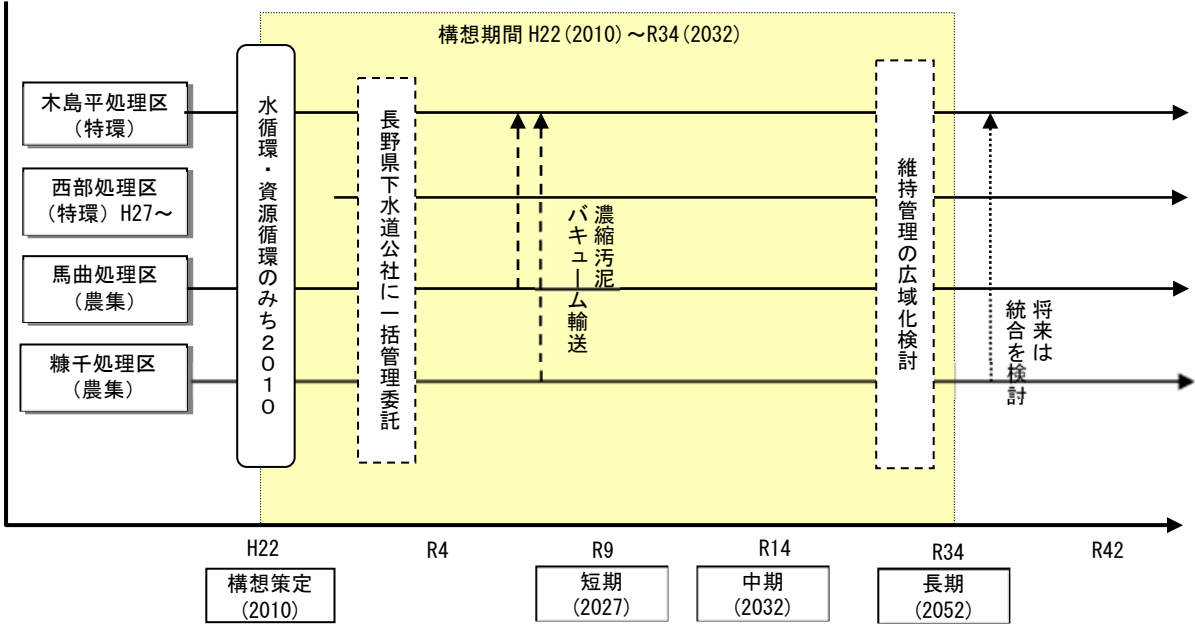 構想期間 H22(2010)～R34(2032)
木島平処理区
（特環）
西部処理区
（特環）H27～
馬曲処理区
（農集）
糠千処理区
（農集）
水循環・資源循環のみち2010
長野県下水道公社に一括管理委託
濃縮汚泥
バキューム輸送
維持管理の広域化検討
将来は
統合を検討
H22
R4
R9
R14
R34
R42
構想策定
(2010)
短期
(2027)
中期
(2032)
長期
(2052)